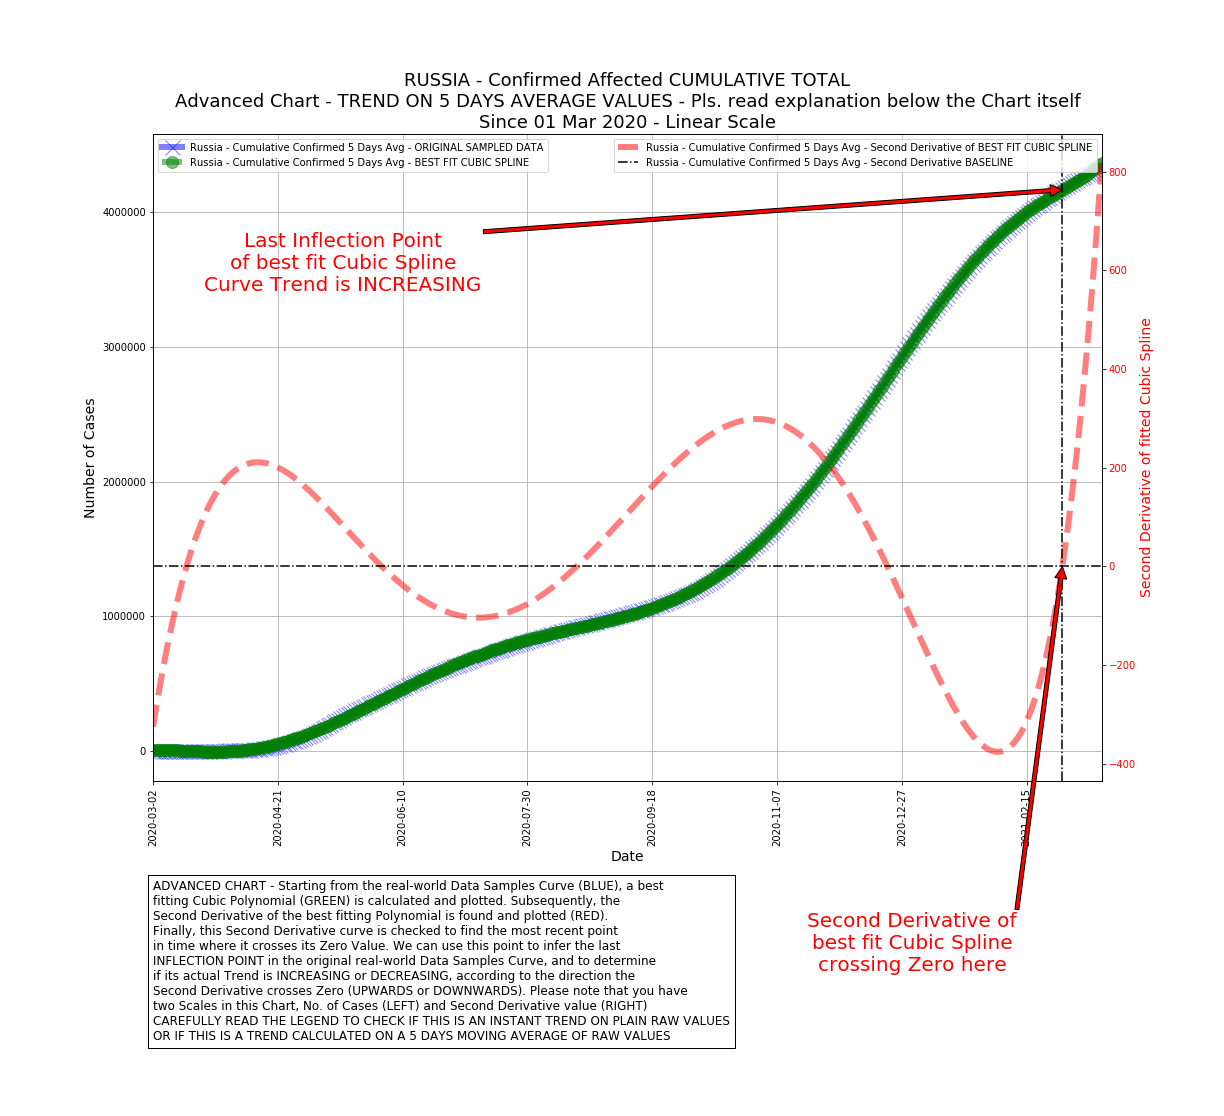 RUSSIA - Confirmed Affected CUMULATIVE TOTAL
Advanced Chart - TREND ON 5 DAYS AVERAGE VALUES - Pls. read explanation below the Chart itself
Since 01 Mar 2020 - Linear Scale
Russia - Cumulative Confirmed 5 Days Avg - ORIGINAL SAMPLED DATA
Russia - Cumulative Confirmed 5 Days Avg - BEST FIT CUBIC SPLINE
Russia - Cumulative Confirmed 5 Days Avg - Second Derivative of BEST FIT CUBIC SPLINE
Russia - Cumulative Confirmed 5 Days Avg - Second Derivative BASELINE
Last Inflection Point
of best fit Cubic Spline
Curve Trend is INCREASING
Number of Cases
4000000
3000000
2000000
1000000
0
800
600
400
200
0
−200
−400
Second Derivative of fitted Cubic Spline
2020-03-02
2020-04-21
2020-06-10
2020-07-30
2020-09-18
2020-11-07
2020-12-27
2021-02-15
Date
Second Derivative of
best fit Cubic Spline
crossing Zero here
ADVANCED CHART - Starting from the real-world Data Samples Curve (BLUE), a best
fitting Cubic Polynomial (GREEN) is calculated and plotted. Subsequently, the
Second Derivative of the best fitting Polynomial is found and plotted (RED).
Finally, this Second Derivative curve is checked to find the most recent point
in time where it crosses its Zero Value. We can use this point to infer the last
INFLECTION POINT in the original real-world Data Samples Curve, and to determine
if its actual Trend is INCREASING or DECREASING, according to the direction the
Second Derivative crosses Zero (UPWARDS or DOWNWARDS). Please note that you have
two Scales in this Chart, No. of Cases (LEFT) and Second Derivative value (RIGHT)
CAREFULLY READ THE LEGEND TO CHECK IF THIS IS AN INSTANT TREND ON PLAIN RAW VALUES
OR IF THIS IS A TREND CALCULATED ON A 5 DAYS MOVING AVERAGE OF RAW VALUES